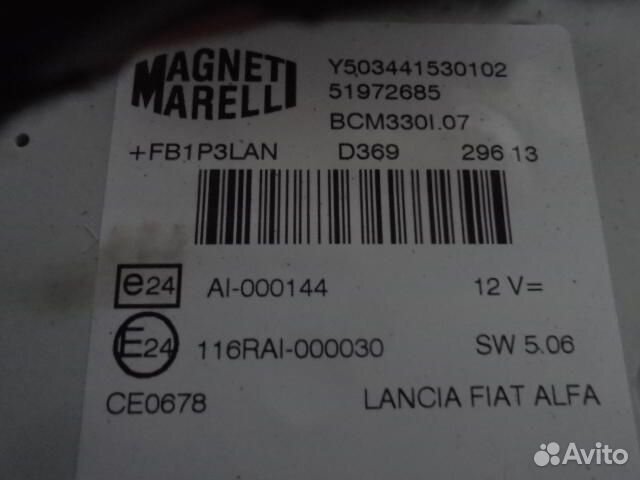 MAGNETI MARELLI
Y503441530102
51972685
BCM330I.07
+FB1P3LAN D369 296 13
e24 AI-000144 12 V=
E24 116RAI-000030 SW 5.06
CE0678 LANCIA FIAT ALFA
Avito